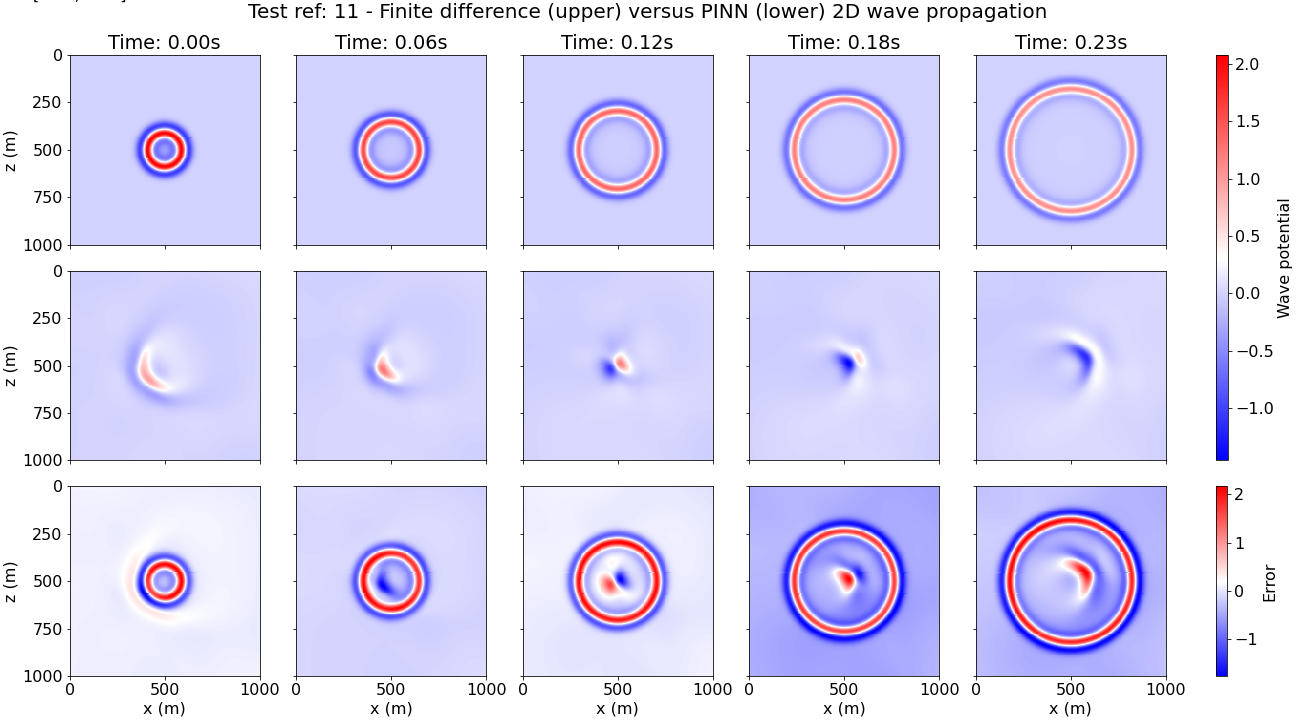 Test ref: 11 - Finite difference (upper) versus PINN (lower) 2D wave propagation
Time: 0.00s Time: 0.06s Time: 0.12s Time: 0.18s Time: 0.23s
0
250
500
750
1000
z (m)
0
250
500
750
1000
z (m)
2.0
1.5
1.0
0.5
0.0
−0.5
−1.0
Wave potential
0
250
500
750
1000
z (m)
0 500 1000 0 500 1000 0 500 1000 0 500 1000 0 500 1000
x (m) x (m) x (m) x (m) x (m)
2
1
0
−1
Error